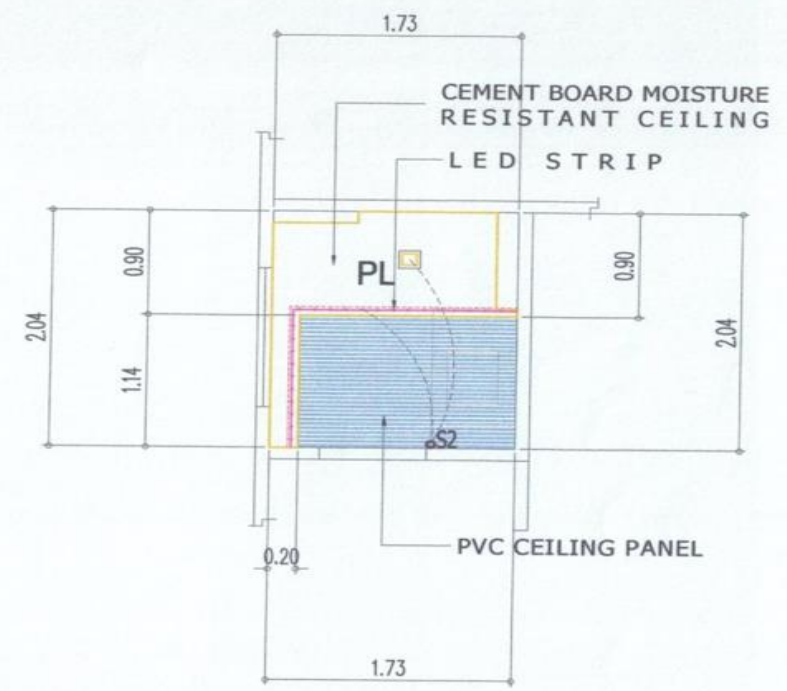 1.73
CEMENT BOARD MOISTURE
RESISTANT CEILING
LED STRIP
0.90
PL
0.90
2.04
2.04
1.14
S2
0.20
PVC CEILING PANEL
1.73